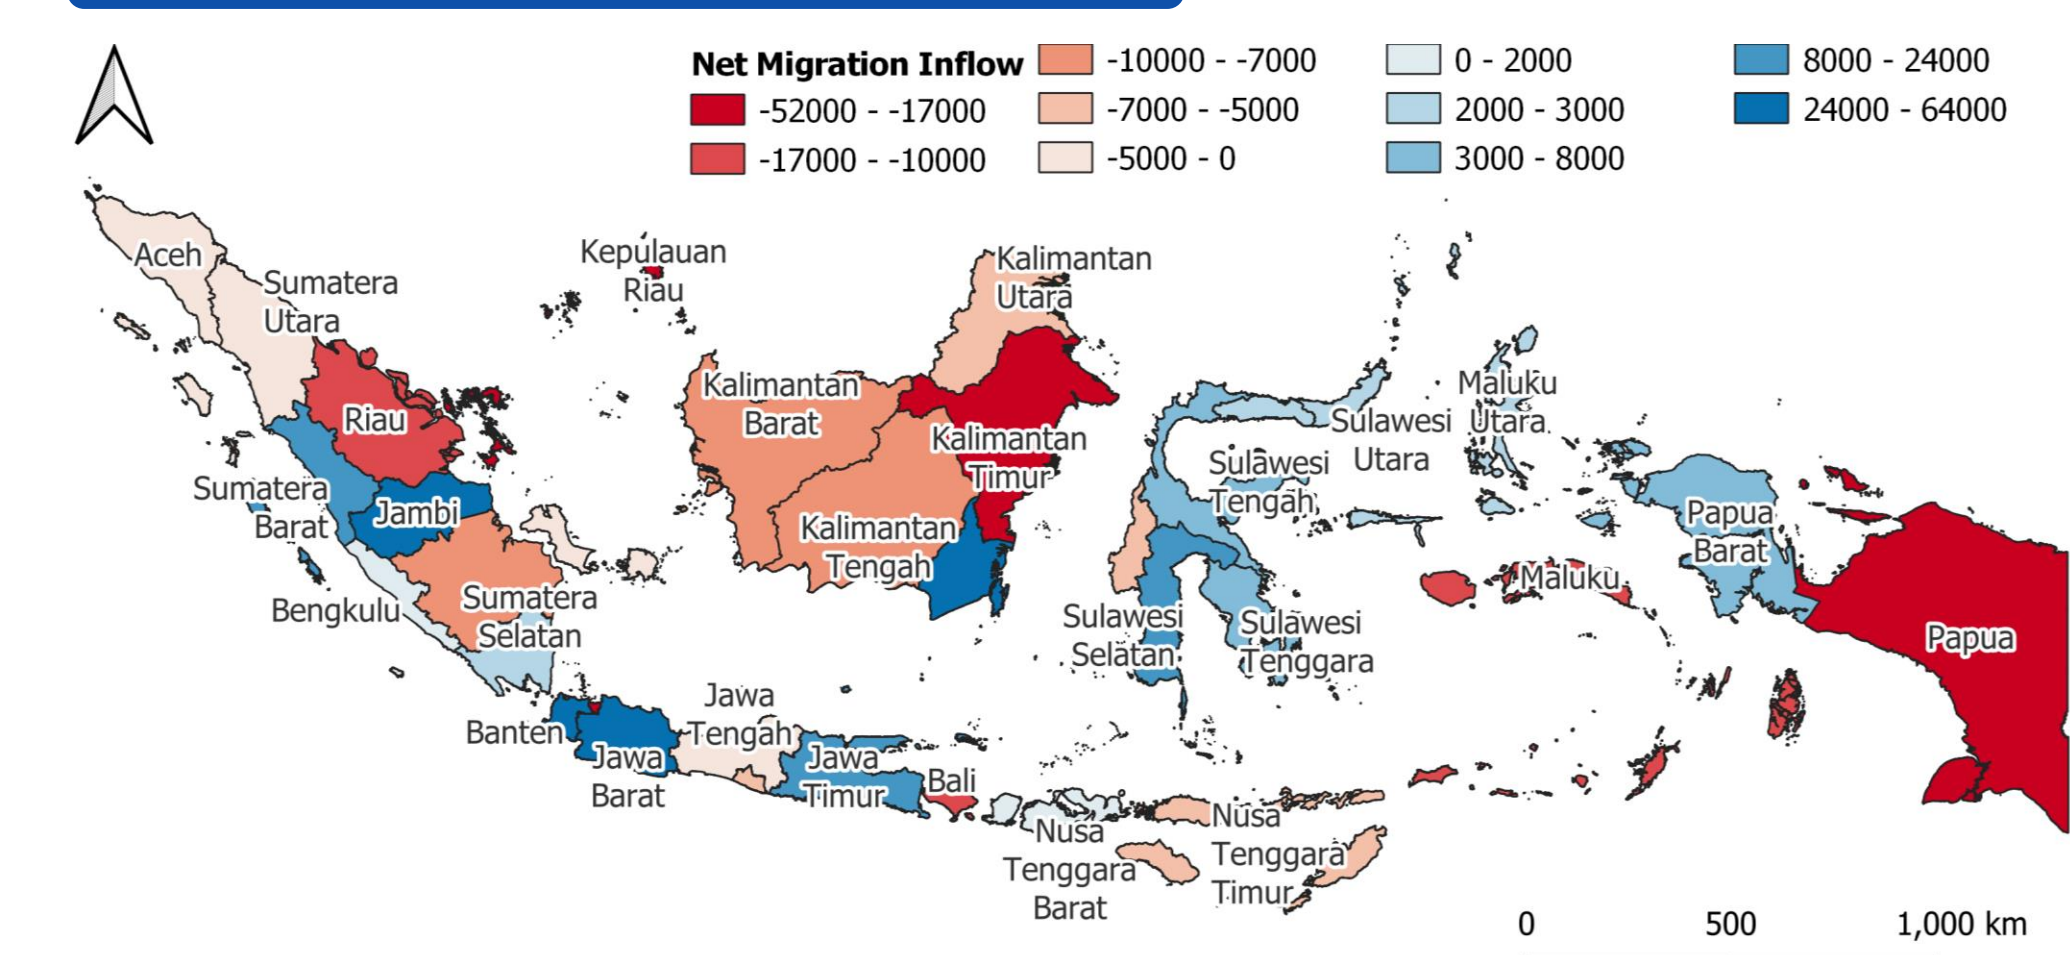 Net Migration Inflow
-52000 - -17000
-17000 - -10000
-10000 - -7000
-7000 - -5000
-5000 - 0
0 - 2000
2000 - 3000
3000 - 8000
8000 - 24000
24000 - 64000
Aceh
Sumatera
Utara
Kepulauan
Riau
Kalimantan
Utara
Riau
Kalimantan
Barat
Kalimantan
Timur
Maluku
Utara
Sulawesi
Utara
Sulawesi
Tengah
Sumatera
Barat
Jambi
Kalimantan
Tengah
Papua
Barat
Maluku
Bengkulu
Sumatera
Selatan
Sulawesi
Selatan
Sulawesi
Tenggara
Papua
Banten
Jawa
Tengah
Jawa
Barat
Jawa
Timur
Bali
Nusa
Tenggara
Barat
Nusa
Tenggara
Timur
0 500 1,000 km